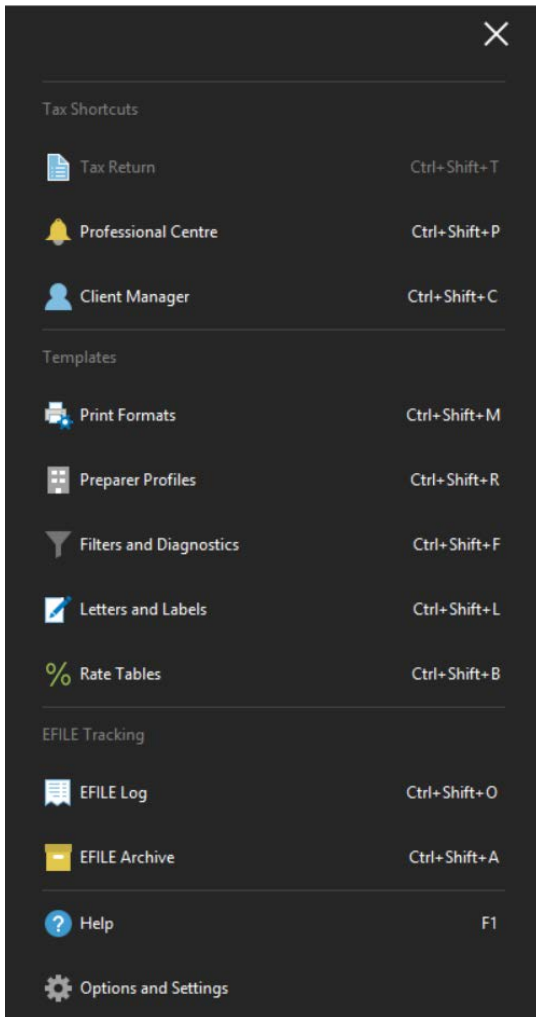 Tax Shortcuts
Tax Return Ctrl+Shift+T
Professional Centre Ctrl+Shift+P
Client Manager Ctrl+Shift+C
Templates
Print Formats Ctrl+Shift+M
Preparer Profiles Ctrl+Shift+R
Filters and Diagnostics Ctrl+Shift+F
Letters and Labels Ctrl+Shift+L
% Rate Tables Ctrl+Shift+B
EFILE Tracking
EFILE Log Ctrl+Shift+O
EFILE Archive Ctrl+Shift+A
? Help F1
Options and Settings